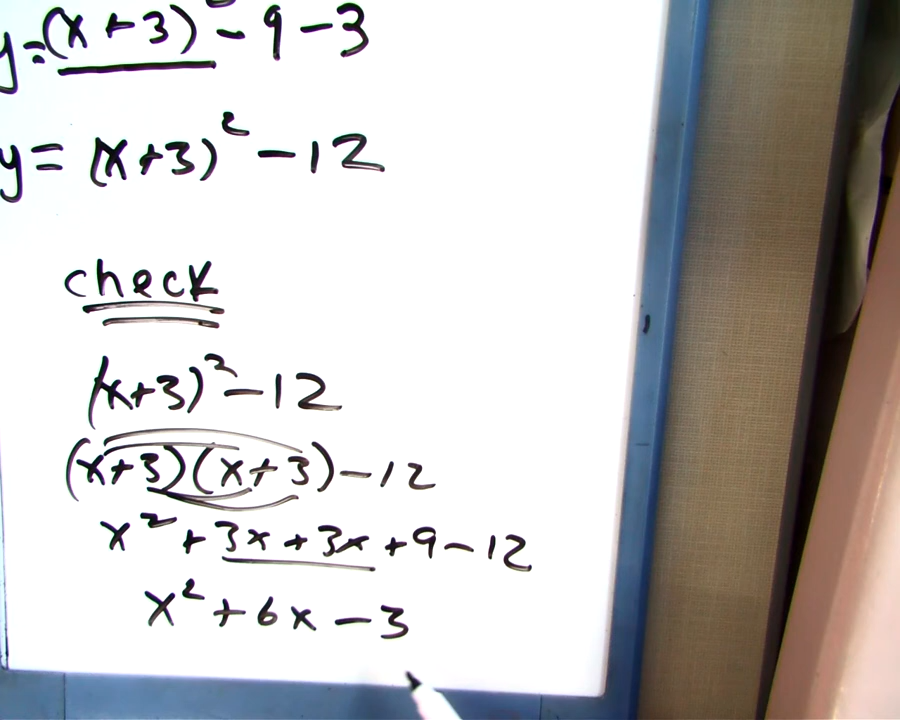 y=(x+3)²-9-3
y=(x+3)²-12
check
(x+3)²-12
(x+3)(x+3)-12
x²+3x+3x+9-12
x²+6x-3